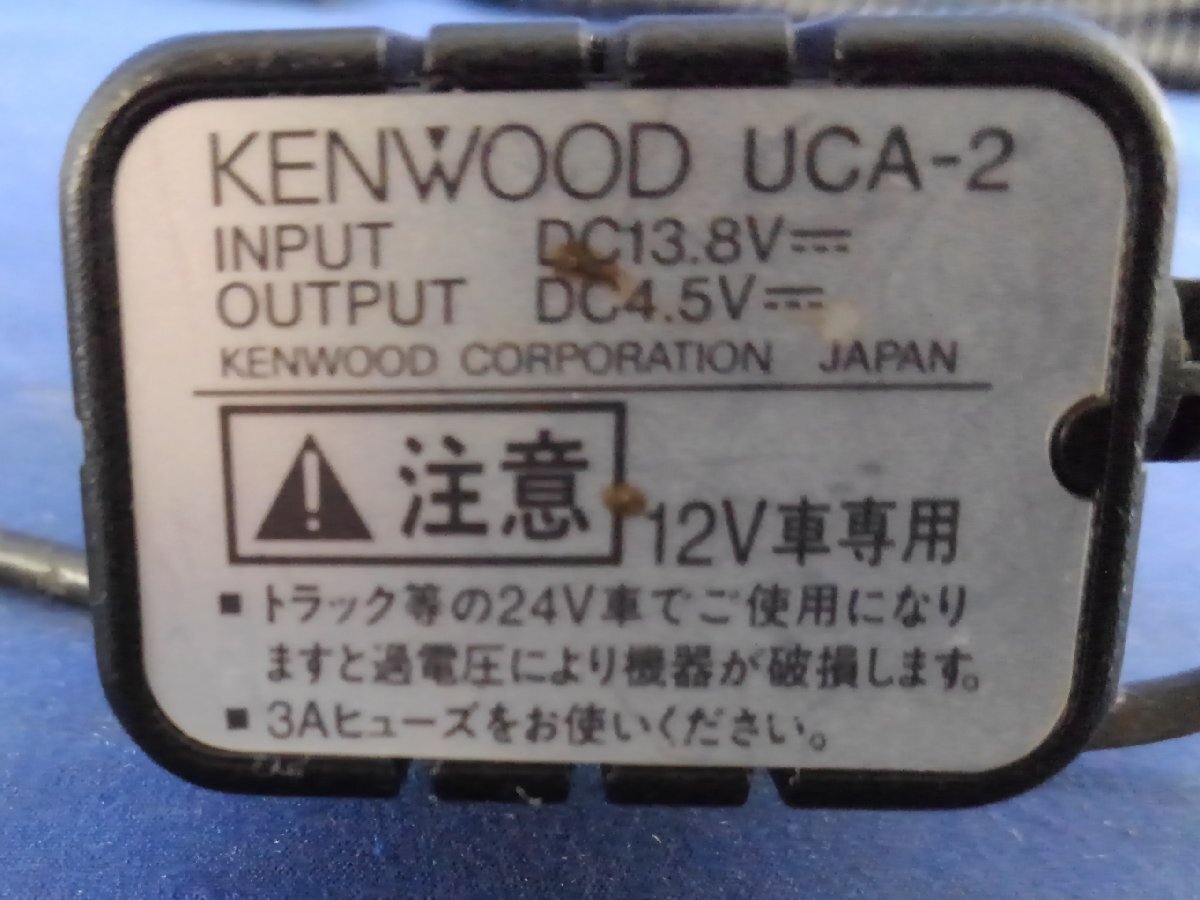 KENWOOD UCA-2
INPUT DC13.8V⎓
OUTPUT DC4.5V⎓
KENWOOD CORPORATION JAPAN
注意 12V車専用
■ トラック等の24V車でご使用になり
ますと過電圧により機器が破損します。
■ 3Aヒューズをお使いください。